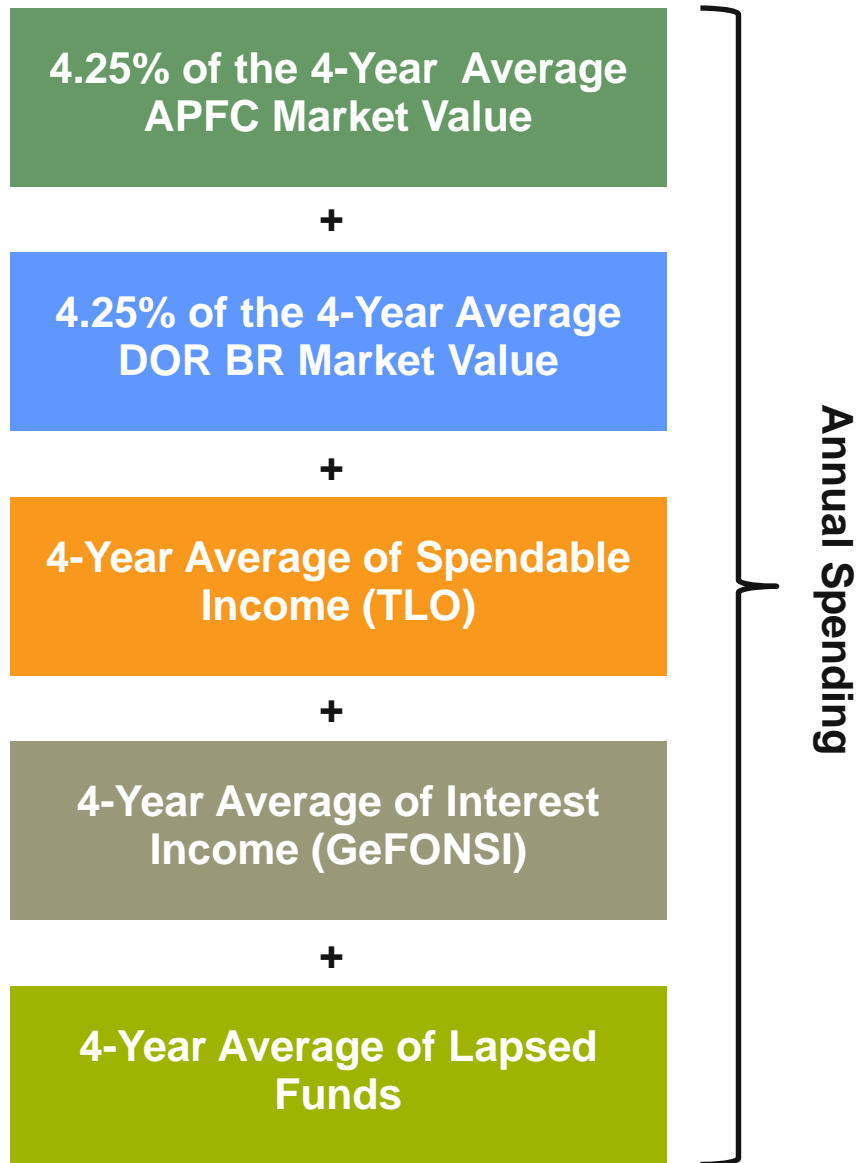 4.25% of the 4-Year Average
APFC Market Value
+
4.25% of the 4-Year Average
DOR BR Market Value
+
4-Year Average of Spendable
Income (TLO)
+
4-Year Average of Interest
Income (GeFONSI)
+
4-Year Average of Lapsed
Funds
Annual Spending